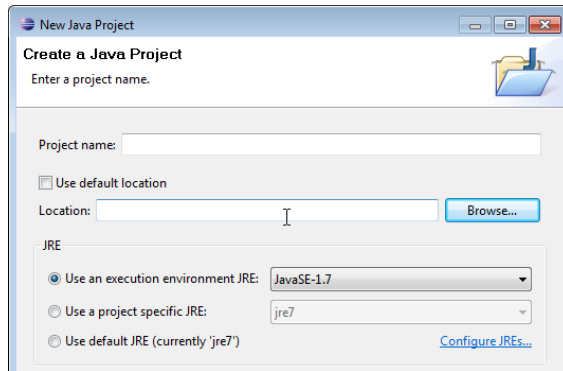 New Java Project
Create a Java Project
Enter a project name.
Project name:
Use default location
Location:
Browse...
JRE
Use an execution environment JRE:
JavaSE-1.7
Use a project specific JRE:
jre7
Use default JRE (currently 'jre7')
Configure JREs...